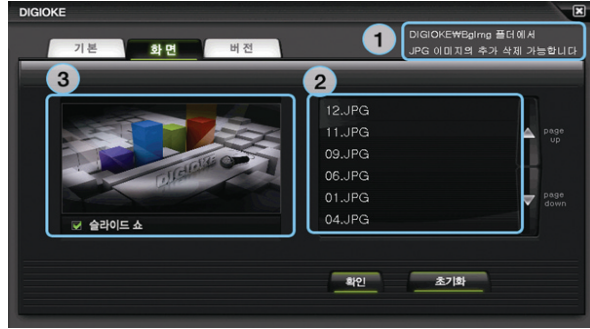 DIGIOKE
기본
화면
버전
1
DIGIOKE₩BgImg 폴더에서
JPG 이미지의 추가 삭제 가능합니다
3
2
DIGIOKE
슬라이드 쇼
12.JPG
11.JPG
09.JPG
06.JPG
01.JPG
04.JPG
page
up
page
down
확인
초기화